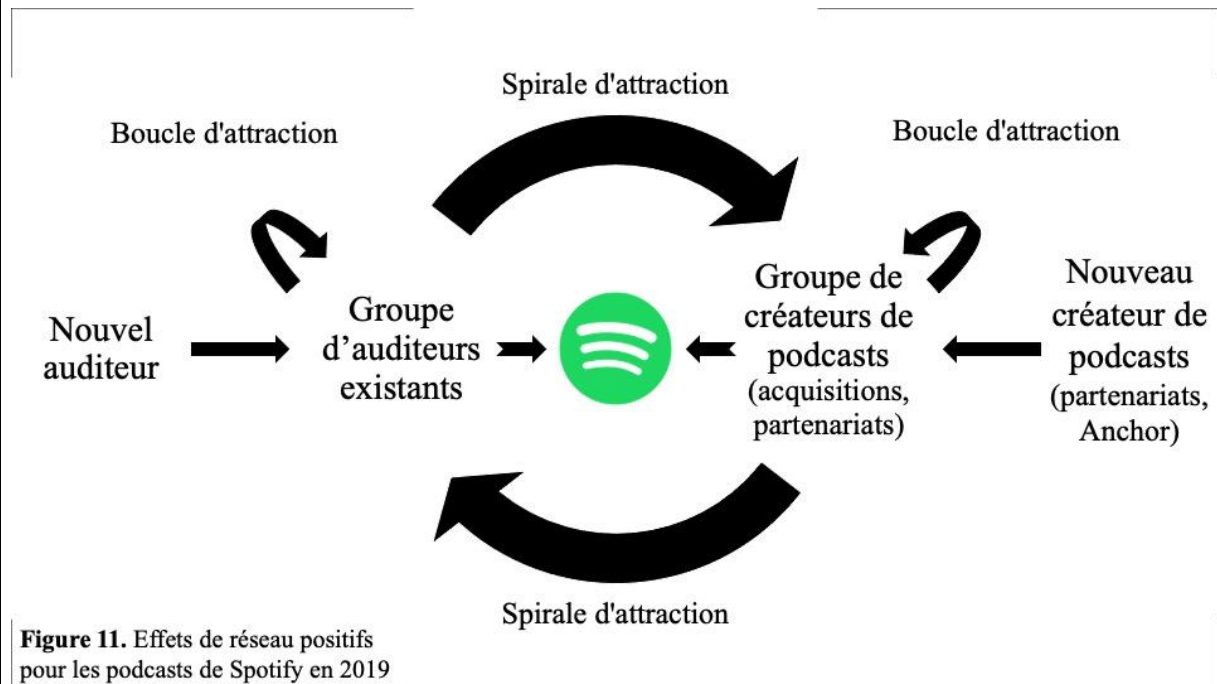 Spirale d'attraction
Boucle d'attraction
Boucle d'attraction
Nouvel
auditeur
Groupe
d’auditeurs
existants
Groupe de
créateurs de
podcasts
(acquisitions,
partenariats)
Nouveau
créateur de
podcasts
(partenariats,
Anchor)
Spirale d'attraction
Figure 11. Effets de réseau positifs
pour les podcasts de Spotify en 2019